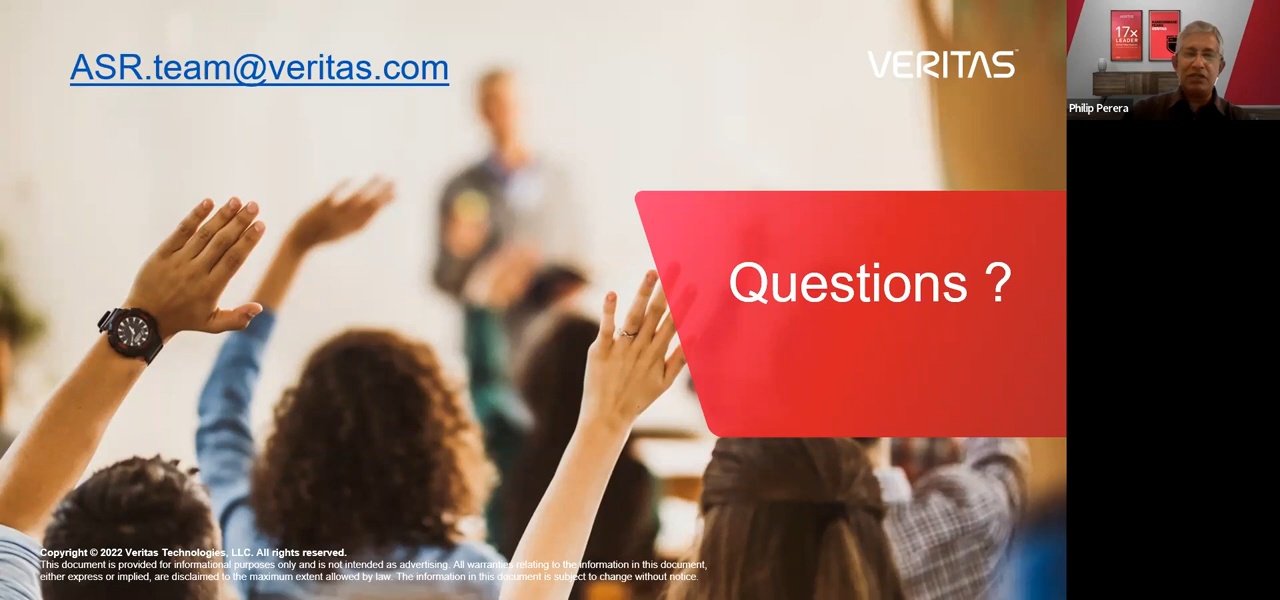 ASR.team@veritas.com
VERITAS
17x
LEADER
Philip Perera
Questions ?
Copyright © 2022 Veritas Technologies, LLC. All rights reserved.
This document is provided for informational purposes only and is not intended as advertising. All warranties relating to the information in this document,
either express or implied, are disclaimed to the maximum extent allowed by law. The information in this document is subject to change without notice.